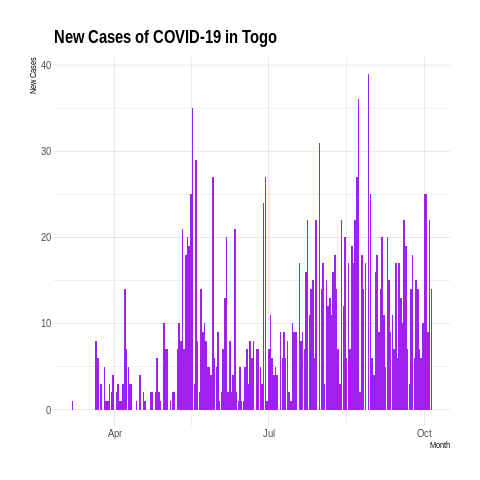 New Cases of COVID-19 in Togo
New Cases
40
30
20
10
0
Apr
Jul
Oct
Month